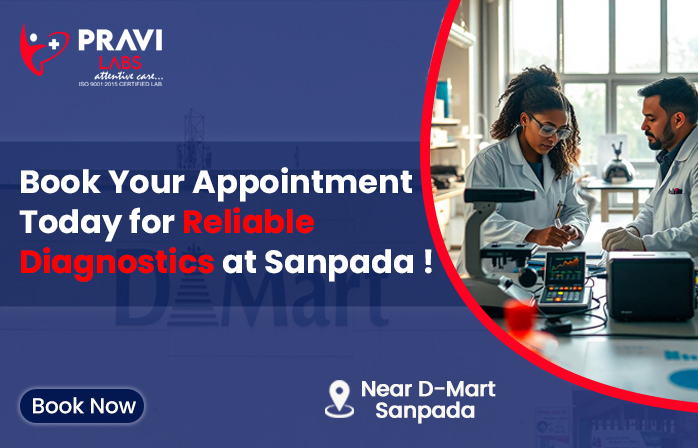 PRAVI
LABS
attentive care...
ISO 9001:2015 CERTIFIED LAB
Book Your Appointment
Today for Reliable
Diagnostics at Sanpada !
D Mart
Book Now
Near D-Mart
Sanpada